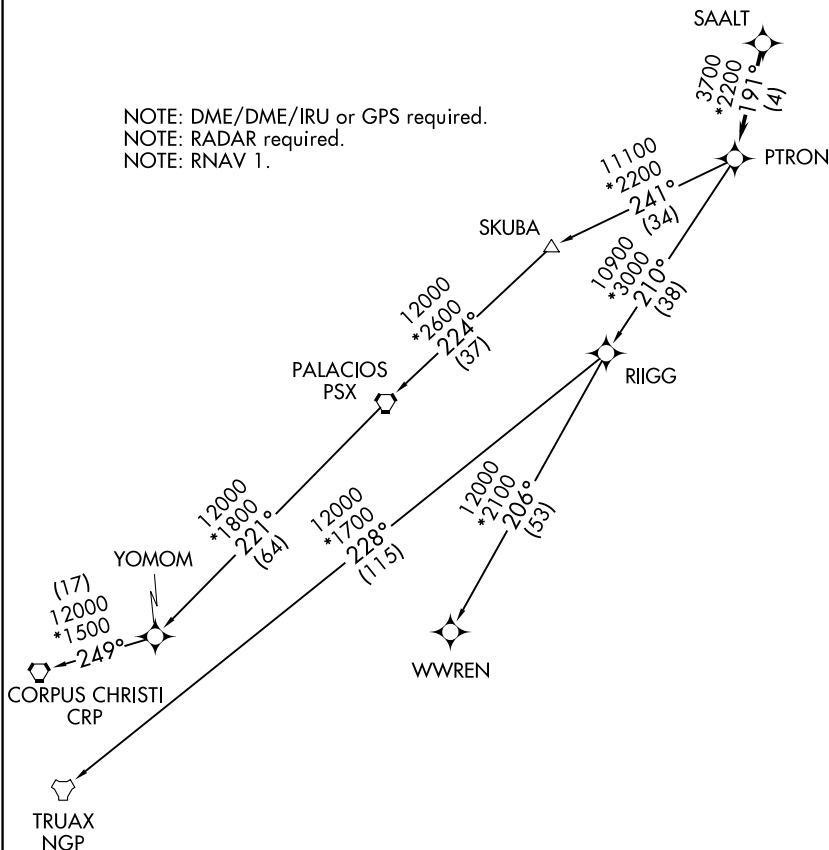 SAALT
3700
*2200
191°
(4)
NOTE: DME/DME/IRU or GPS required.
NOTE: RADAR required.
NOTE: RNAV 1.
PTRON
11100
*2200
241°
(34)
SKUBA
10900
*3000
210°
(38)
12000
*2600
224°
(37)
PALACIOS
PSX
RIIGG
12000
*1800
221°
(64)
12000
*1700
228°
(115)
12000
*2100
206°
(53)
YOMOM
(17)
12000
*1500
249°
CORPUS CHRISTI
CRP
WWREN
TRUAX
NGP